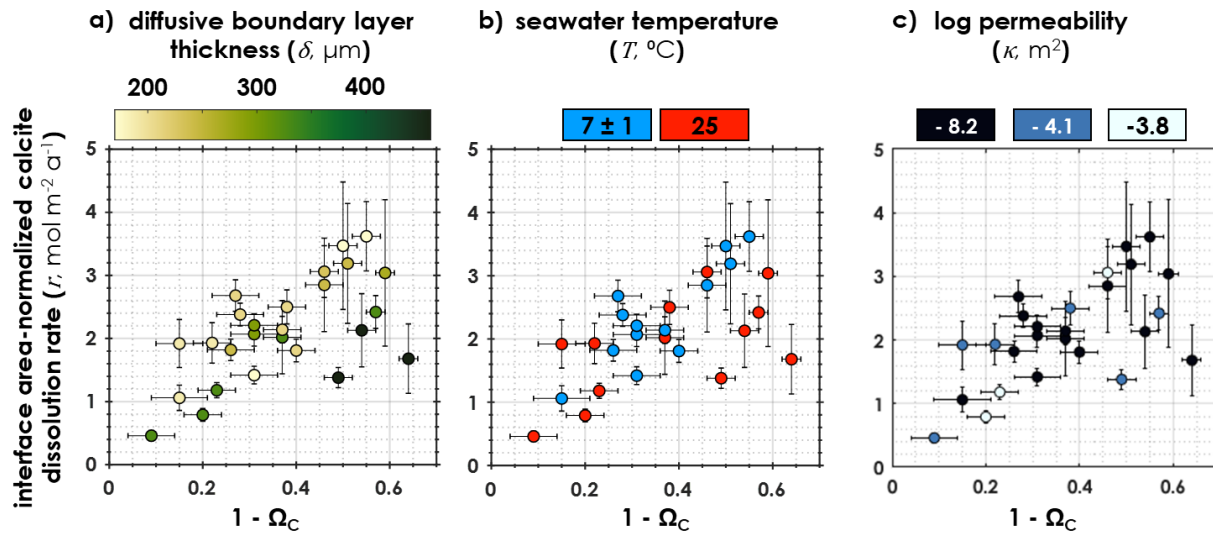 a) diffusive boundary layer
thickness (δ, µm)
200 300 400
b) seawater temperature
(T, ºC)
7 ± 1 25
c) log permeability
(κ, m²)
- 8.2 - 4.1 -3.8
interface area-normalized calcite
dissolution rate (r, mol m⁻² a⁻¹)
5
4
3
2
1
0
0 0.2 0.4 0.6
1 - Ω_C
5
4
3
2
1
0
0 0.2 0.4 0.6
1 - Ω_C
5
4
3
2
1
0
0 0.2 0.4 0.6
1 - Ω_C